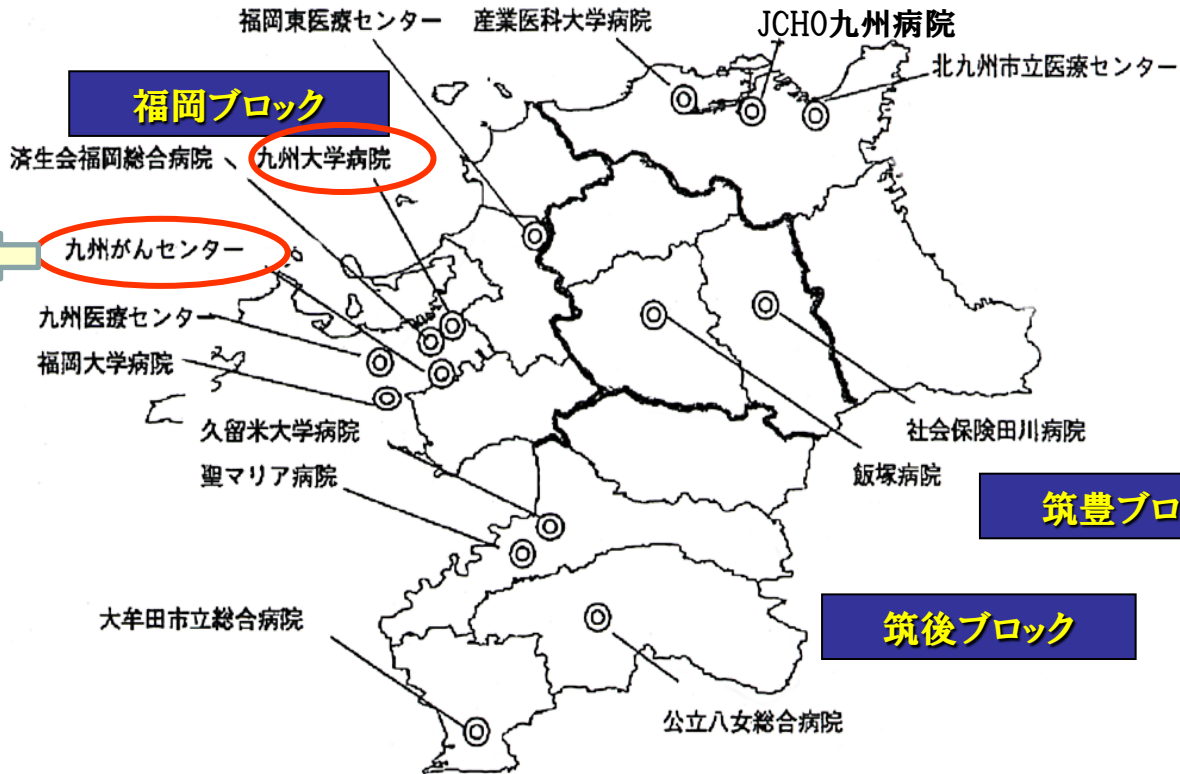 福岡東医療センター
産業医科大学病院
JCHO九州病院
北九州市立医療センター
福岡ブロック
済生会福岡総合病院
九州大学病院
九州がんセンター
九州医療センター
福岡大学病院
久留米大学病院
聖マリア病院
社会保険田川病院
飯塚病院
筑豊ブロ
大牟田市立総合病院
筑後ブロック
公立八女総合病院